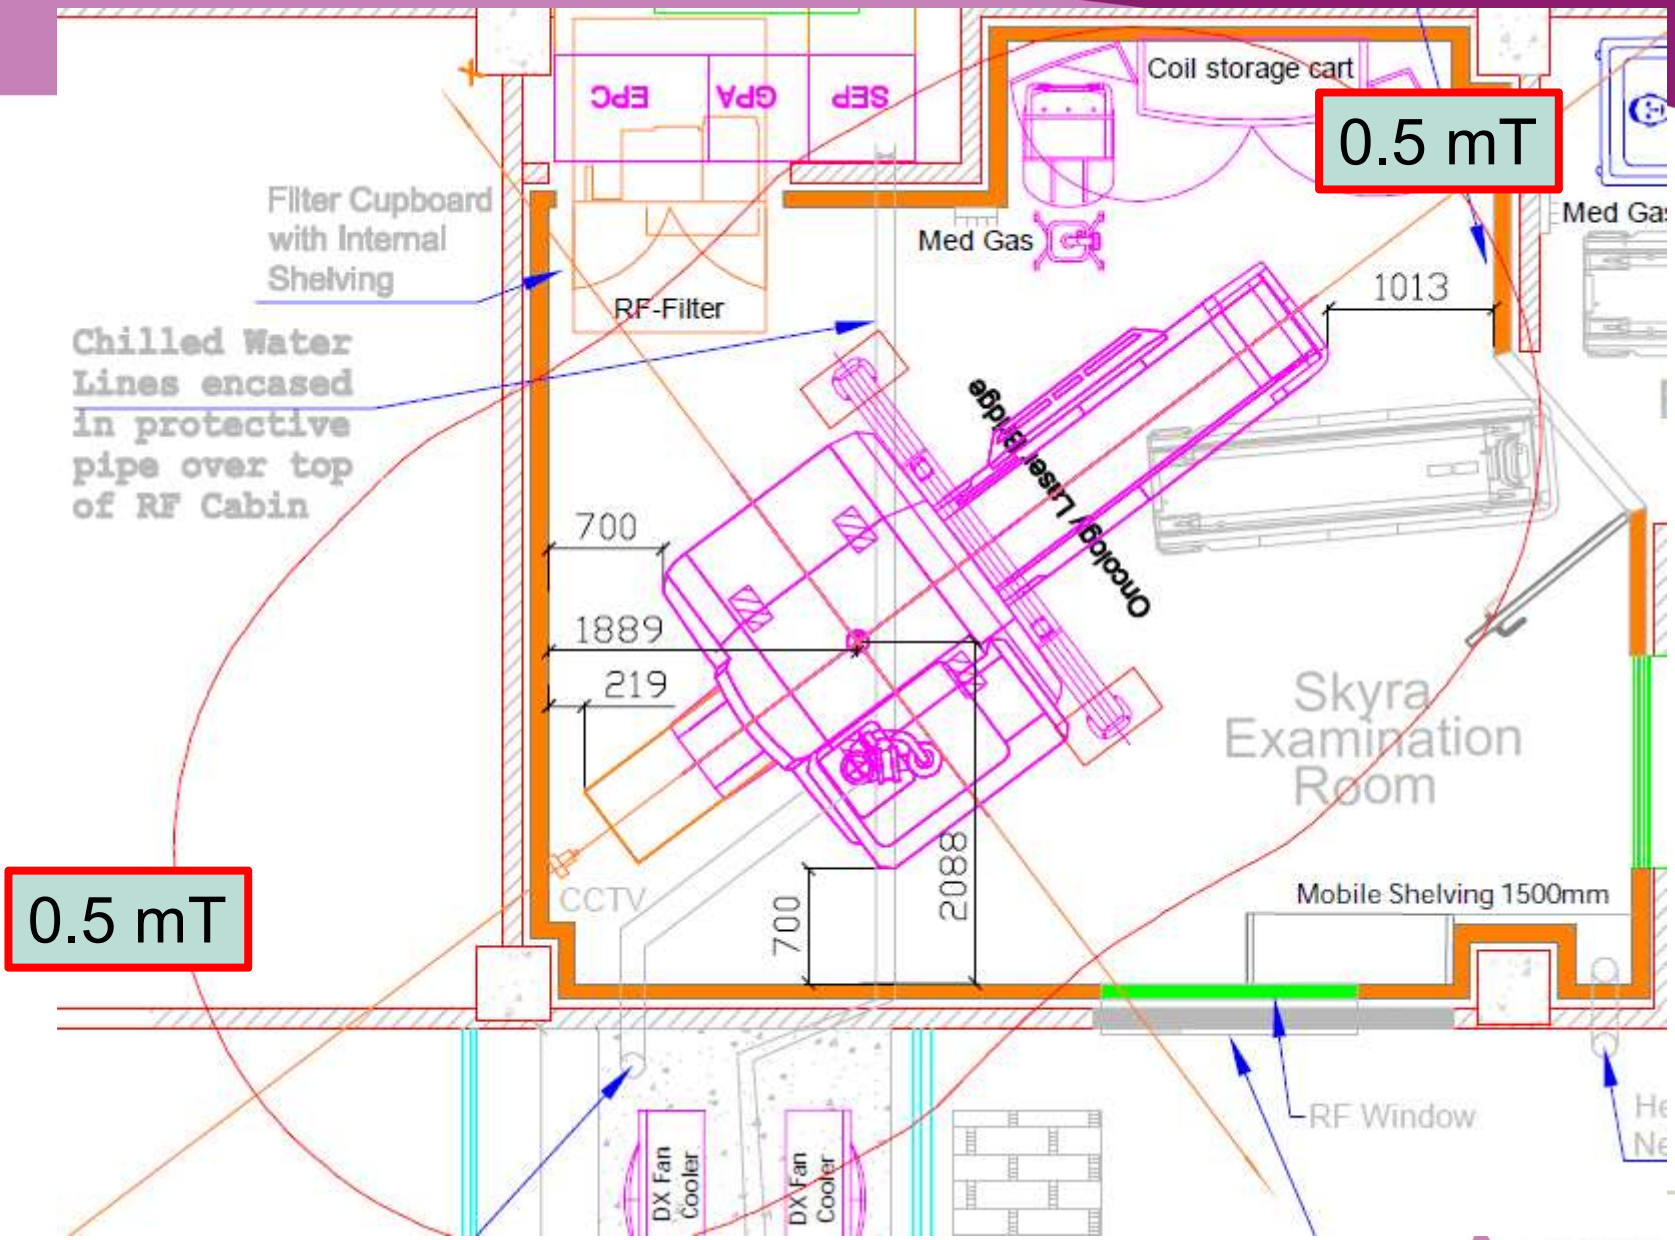 EPC
GPA
SEP
Coil storage cart
0.5 mT
Filter Cupboard
with Internal
Shelving
Med Gas
Med Gas
RF-Filter
1013
Chilled Water
Lines encased
in protective
pipe over top
of RF Cabin
Oncology Laser Bridge
700
1889
219
Skyra
Examination
Room
2088
700
CCTV
0.5 mT
Mobile Shelving 1500mm
RF Window
DX Fan
Cooler
DX Fan
Cooler